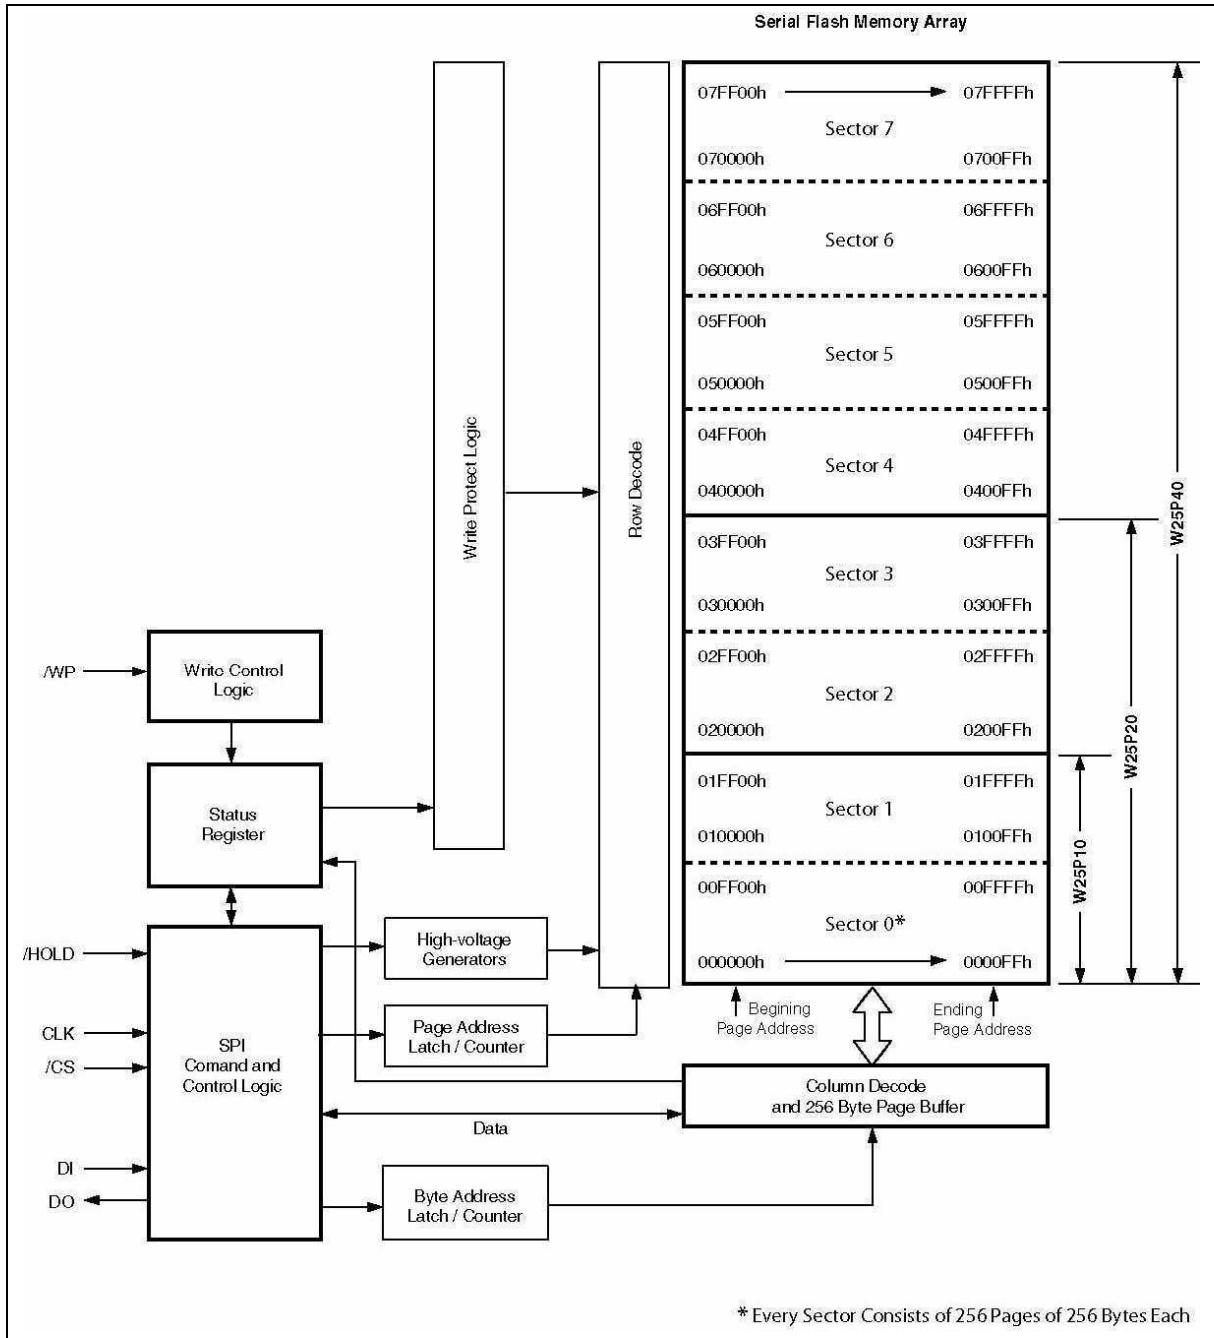 Serial Flash Memory Array
07FF00h 07FFFFh
Sector 7
070000h 0700FFh
06FF00h 06FFFFh
Sector 6
060000h 0600FFh
05FF00h 05FFFFh
Sector 5
050000h 0500FFh
04FF00h 04FFFFh
Sector 4
040000h 0400FFh
03FF00h 03FFFFh
Sector 3
030000h 0300FFh
02FF00h 02FFFFh
Sector 2
020000h 0200FFh
01FF00h 01FFFFh
Sector 1
010000h 0100FFh
00FF00h 00FFFFh
Sector 0*
000000h 0000FFh
Begining
Page Address
Ending
Page Address
W25P40
W25P20
W25P10
Write Protect Logic
Row Decode
/WP
Write Control
Logic
Status
Register
/HOLD
CLK
/CS
DI
DO
SPI
Comand and
Control Logic
High-voltage
Generators
Page Address
Latch / Counter
Column Decode
and 256 Byte Page Buffer
Data
Byte Address
Latch / Counter
* Every Sector Consists of 256 Pages of 256 Bytes Each